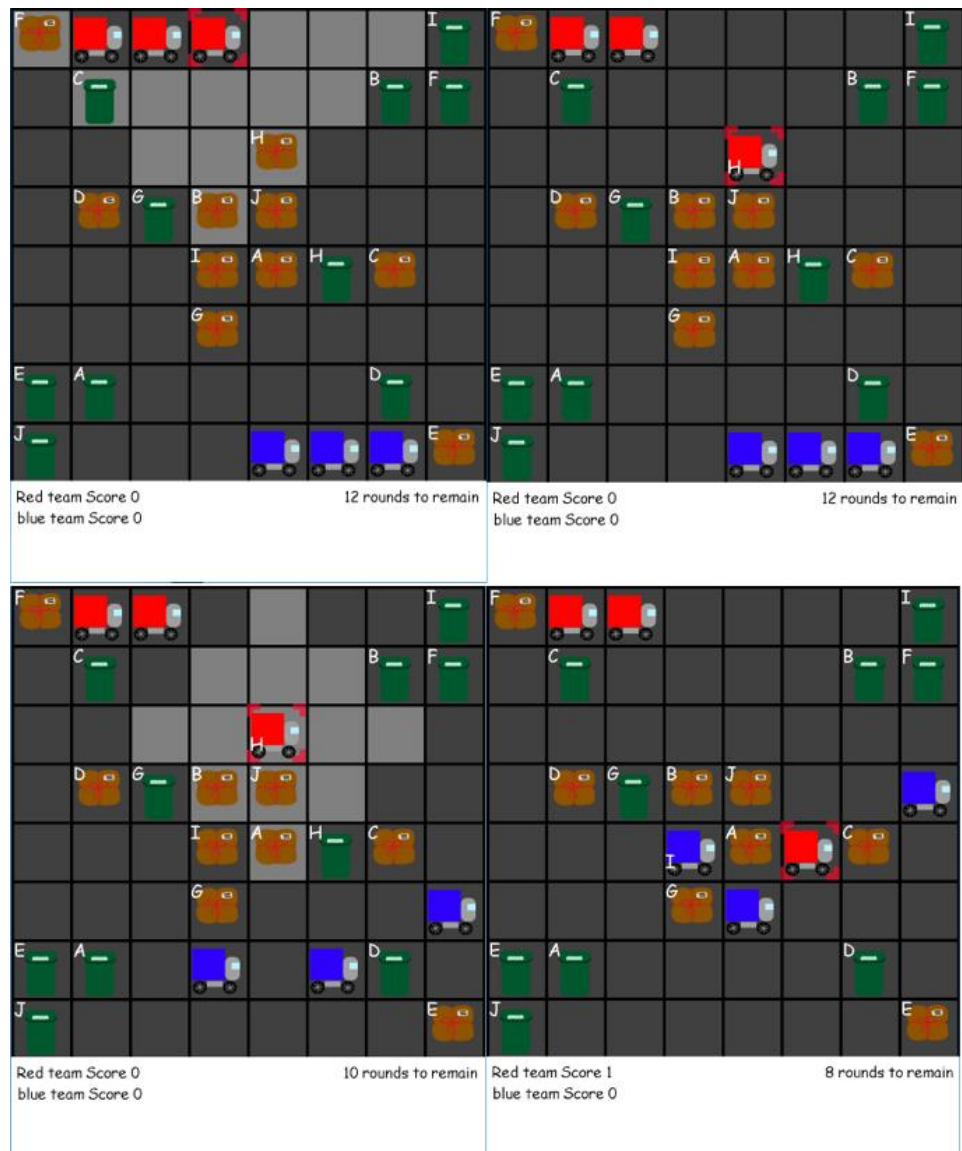 F I
C B F
H
D G B J
I A H C
G
E A D
J E
Red team Score 0 12 rounds to remain
blue team Score 0
F I
C B F
H
D G B J
I A H C
G
E A D
J E
Red team Score 0 12 rounds to remain
blue team Score 0
F I
C B F
H
D G B J
I A H C
G
E A D
J E
Red team Score 0 10 rounds to remain
blue team Score 0
F I
C B F
D G B J
I A C
G
E A D
J E
Red team Score 1 8 rounds to remain
blue team Score 0